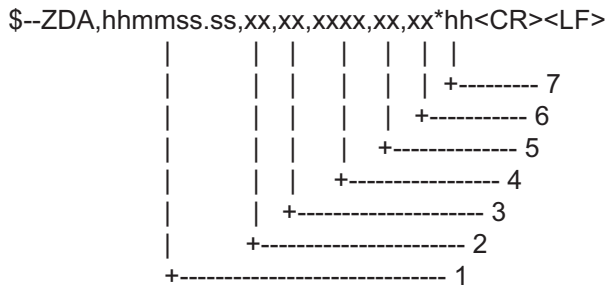 $--ZDA,hhmmss.ss,xx,xx,xxxx,xx,xx*hh<CR><LF>
| | | | | | |
| | | | | | +--------- 7
| | | | | +----------- 6
| | | | +-------------- 5
| | | +----------------- 4
| | +---------------------- 3
| +------------------------ 2
+------------------------------ 1